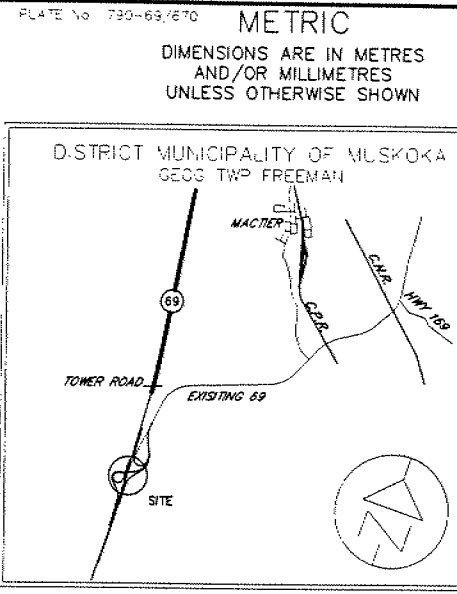 PLATE No 790-69/670
METRIC
DIMENSIONS ARE IN METRES
AND/OR MILLIMETRES
UNLESS OTHERWISE SHOWN
DISTRICT MUNICIPALITY OF MUSKOKA
GEOG TWP FREEMAN
MACTIER
69
C.N.R.
HWY 169
C.P.R.
TOWER ROAD
EXISITING 69
SITE